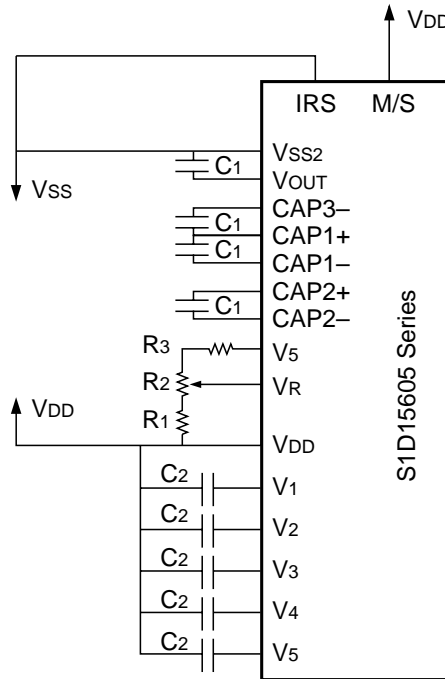 VDD
IRS M/S
VSS
C1 VSS2
VOUT
CAP3–
C1 CAP1+
C1 CAP1–
CAP2+
C1 CAP2–
R3 V5
R2 VR
VDD R1
VDD
C2 V1
C2 V2
C2 V3
C2 V4
C2 V5
S1D15605 Series